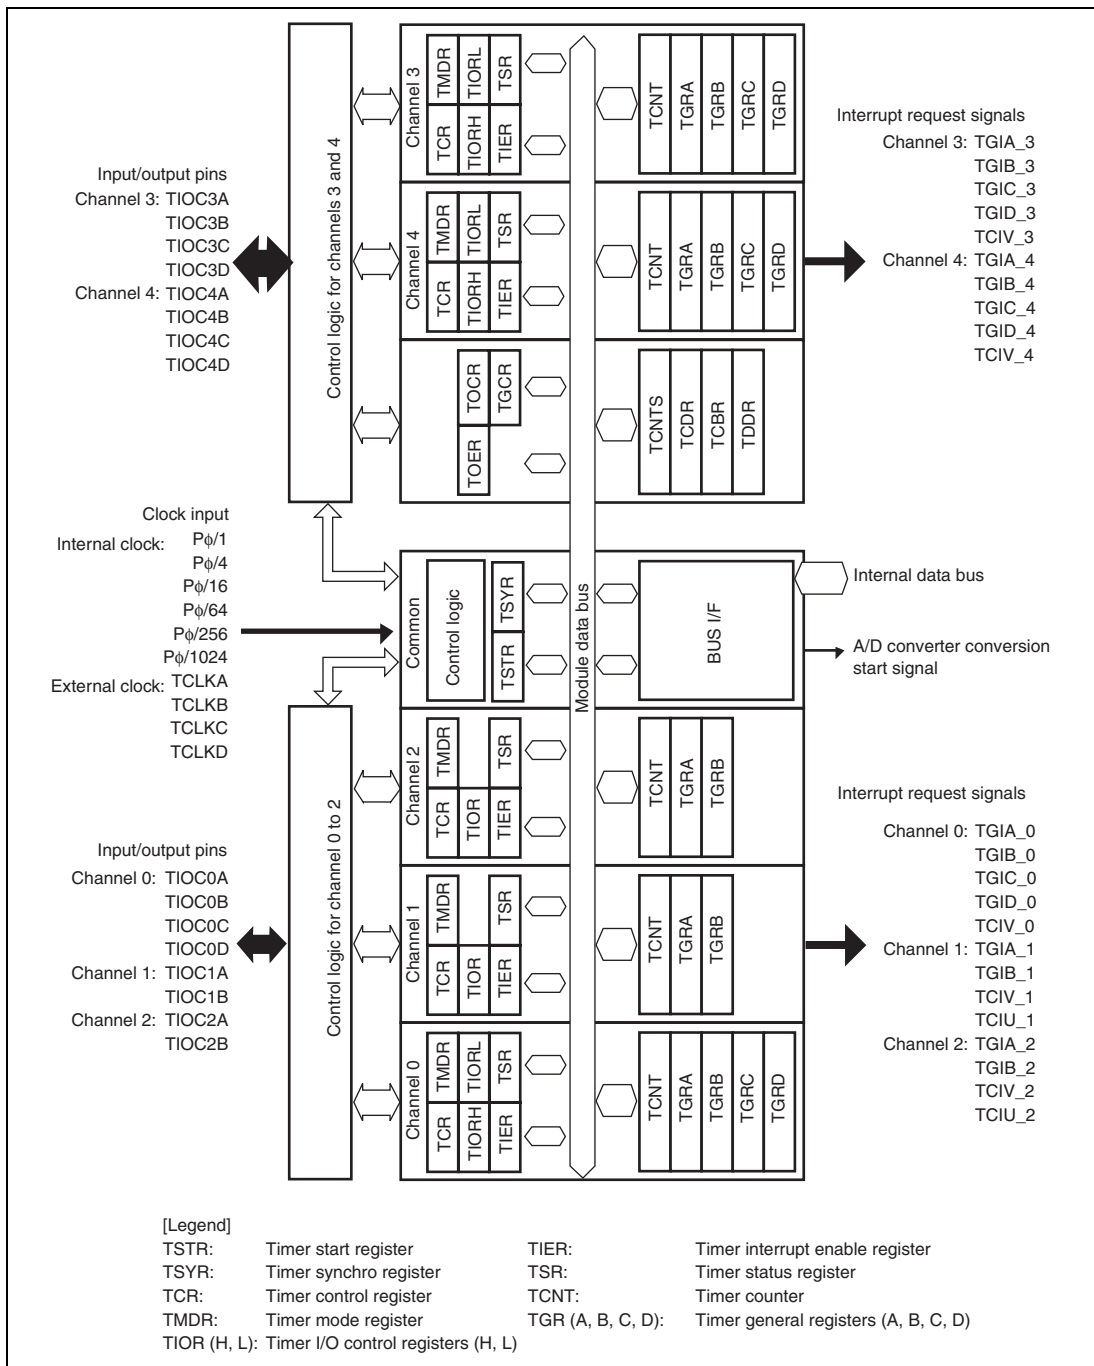 Input/output pins
Channel 3: TIOC3A
TIOC3B
TIOC3C
TIOC3D
Channel 4: TIOC4A
TIOC4B
TIOC4C
TIOC4D
Clock input
Internal clock: Pϕ/1
Pϕ/4
Pϕ/16
Pϕ/64
Pϕ/256
Pϕ/1024
External clock: TCLKA
TCLKB
TCLKC
TCLKD
Input/output pins
Channel 0: TIOC0A
TIOC0B
TIOC0C
TIOC0D
Channel 1: TIOC1A
TIOC1B
Channel 2: TIOC2A
TIOC2B
Control logic for channels 3 and 4
Control logic for channel 0 to 2
Channel 3
TMDR
TIORL
TSR
TCR
TIORH
TIER
TCNT
TGRA
TGRB
TGRC
TGRD
Channel 4
TMDR
TIORL
TSR
TCR
TIORH
TIER
TCNT
TGRA
TGRB
TGRC
TGRD
TOCR
TGCR
TOER
TCNTS
TCDR
TCBR
TDDR
Common
Control logic
TSYR
TSTR
Module data bus
BUS I/F
Channel 2
TMDR
TSR
TCR
TIOR
TIER
TCNT
TGRA
TGRB
Channel 1
TMDR
TSR
TCR
TIOR
TIER
TCNT
TGRA
TGRB
Channel 0
TMDR
TIORL
TSR
TCR
TIORH
TIER
TCNT
TGRA
TGRB
TGRC
TGRD
Interrupt request signals
Channel 3: TGIA_3
TGIB_3
TGIC_3
TGID_3
TCIV_3
Channel 4: TGIA_4
TGIB_4
TGIC_4
TGID_4
TCIV_4
Internal data bus
A/D converter conversion
start signal
Interrupt request signals
Channel 0: TGIA_0
TGIB_0
TGIC_0
TGID_0
TCIV_0
Channel 1: TGIA_1
TGIB_1
TCIV_1
TCIU_1
Channel 2: TGIA_2
TGIB_2
TCIV_2
TCIU_2
[Legend]
TSTR: Timer start register
TSYR: Timer synchro register
TCR: Timer control register
TMDR: Timer mode register
TIOR (H, L): Timer I/O control registers (H, L)
TIER: Timer interrupt enable register
TSR: Timer status register
TCNT: Timer counter
TGR (A, B, C, D): Timer general registers (A, B, C, D)